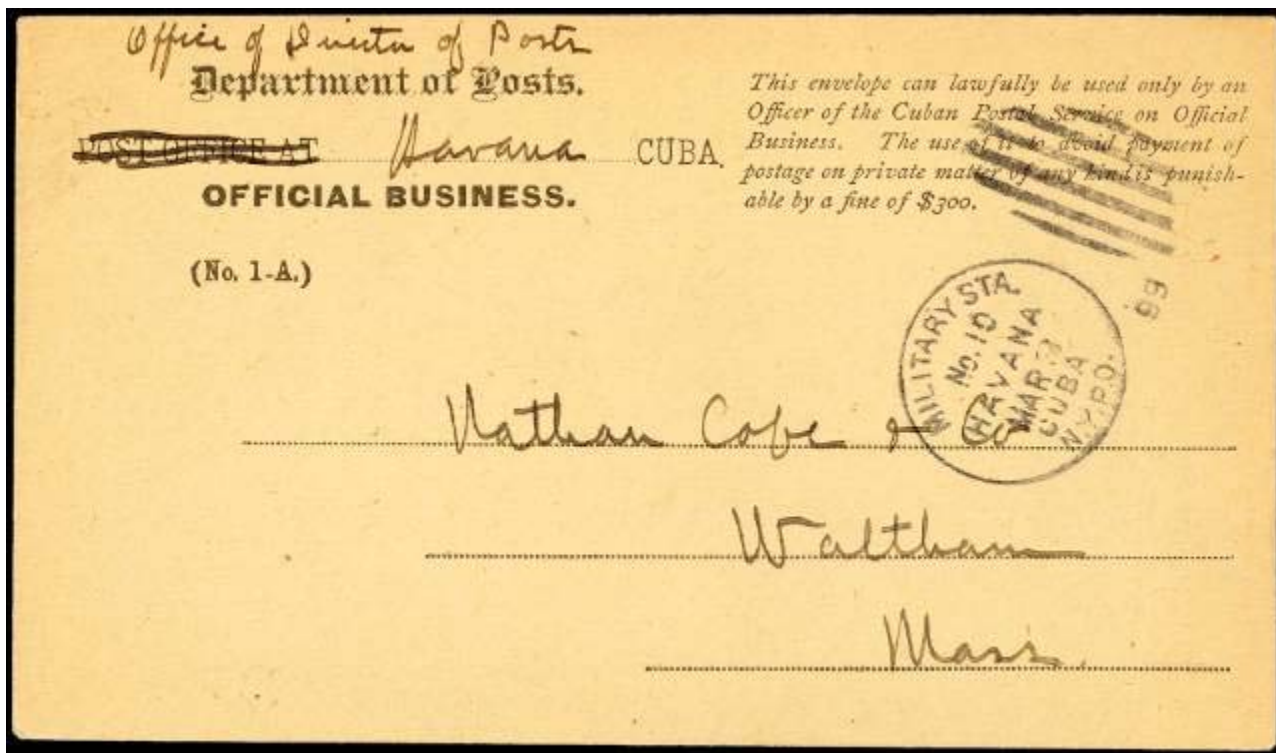 Office of Director of Posts
Department of Posts.
POST OFFICE AT Havana CUBA.
OFFICIAL BUSINESS.
(No. 1-A.)
This envelope can lawfully be used only by an
Officer of the Cuban Postal Service on Official
Business. The use of it to avoid payment of
postage on private matter of any kind is punish-
able by a fine of $300.
MILITARY STA.
No. 10
HAVANA
MAR
CUBA
N.Y.P.O.
99
Nathan Cobe & Co
Waltham
Mass.